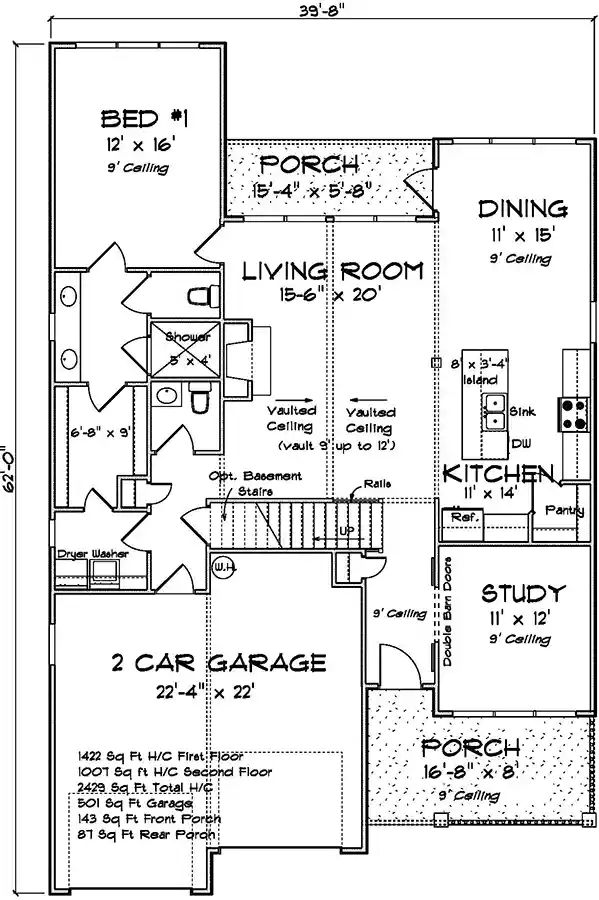 39'-8"
BED #1
12' x 16'
9' Ceiling
PORCH
15'-4" x 5'-8"
DINING
11' x 15'
9' Ceiling
LIVING ROOM
15-6" x 20'
Shower
5' x 4'
8' x 3'-4"
Island
Sink
DW
Vaulted
Ceiling
Vaulted
Ceiling
(vault 9' up to 12')
6'-8" x 9'
62'-0"
KITCHEN
11' x 14'
Opt. Basement
Stairs
Rails
Ref.
Pantry
UP
Dryer Washer
W.H.
Double Barn Doors
STUDY
11' x 12'
9' Ceiling
9' Ceiling
2 CAR GARAGE
22'-4" x 22'
PORCH
16'-8" x 8'
9' Ceiling
1422 Sq Ft H/C First Floor
1007 Sq Ft H/C Second Floor
2429 Sq Ft Total H/C
501 Sq Ft Garage
143 Sq Ft Front Porch
87 Sq Ft Rear Porch